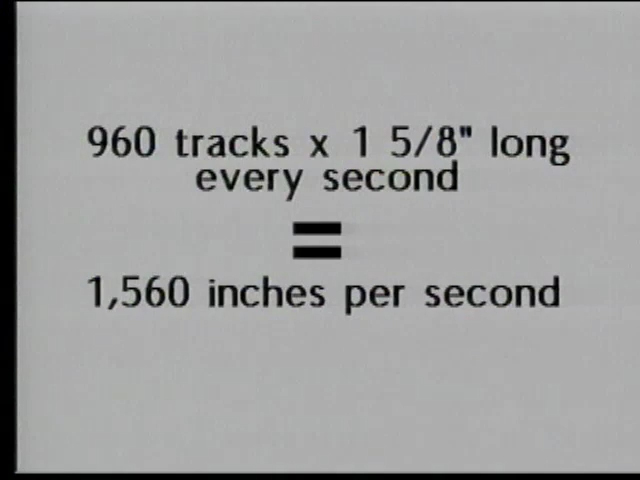 960 tracks x 1 5/8" long
every second
=
1,560 inches per second